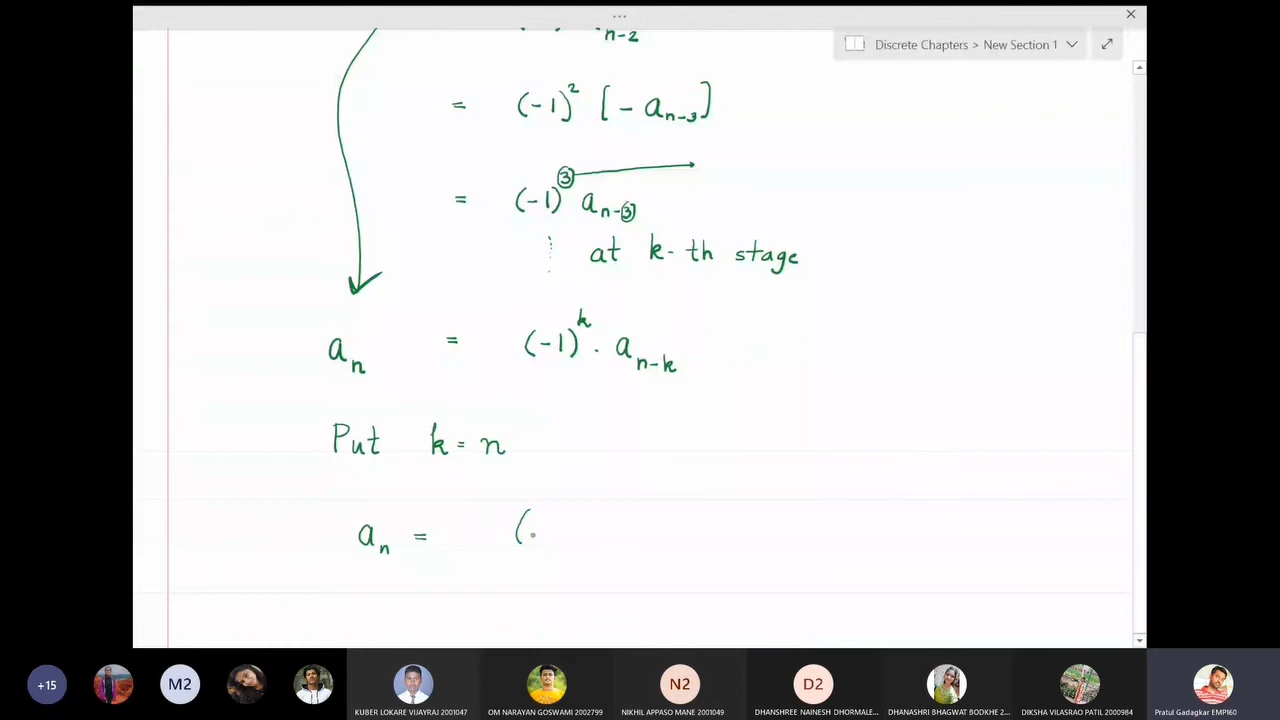 Discrete Chapters > New Section 1
n-2
= (-1)² [- aₙ₋₃]
= (-1)³ aₙ₋₃
⋮ at k-th stage
aₙ = (-1)ᵏ · aₙ₋ₖ
Put k = n
aₙ = (
+15
M2
KUBER LOKARE VIJAYRAJ 2001047
OM NARAYAN GOSWAMI 2002799
N2
NIKHIL APPASO MANE 2001049
D2
DHANSHREE NAINESH DHORMALE...
DHANASHRI BHAGWAT BODKHE 2...
DIKSHA VILASRAO PATIL 2000984
Pratul Gadagkar EMP160